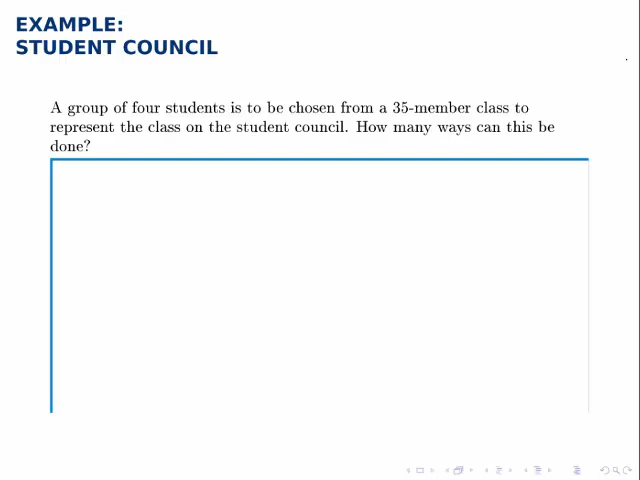 EXAMPLE:
STUDENT COUNCIL
A group of four students is to be chosen from a 35-member class to
represent the class on the student council. How many ways can this be
done?